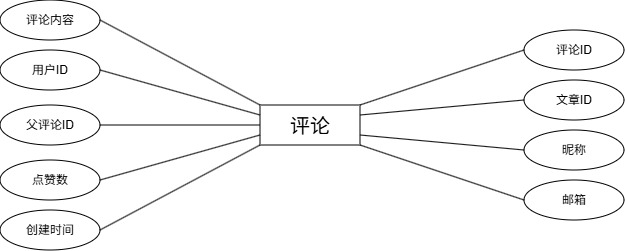 评论内容
用户ID
父评论ID
点赞数
创建时间
评论
评论ID
文章ID
昵称
邮箱